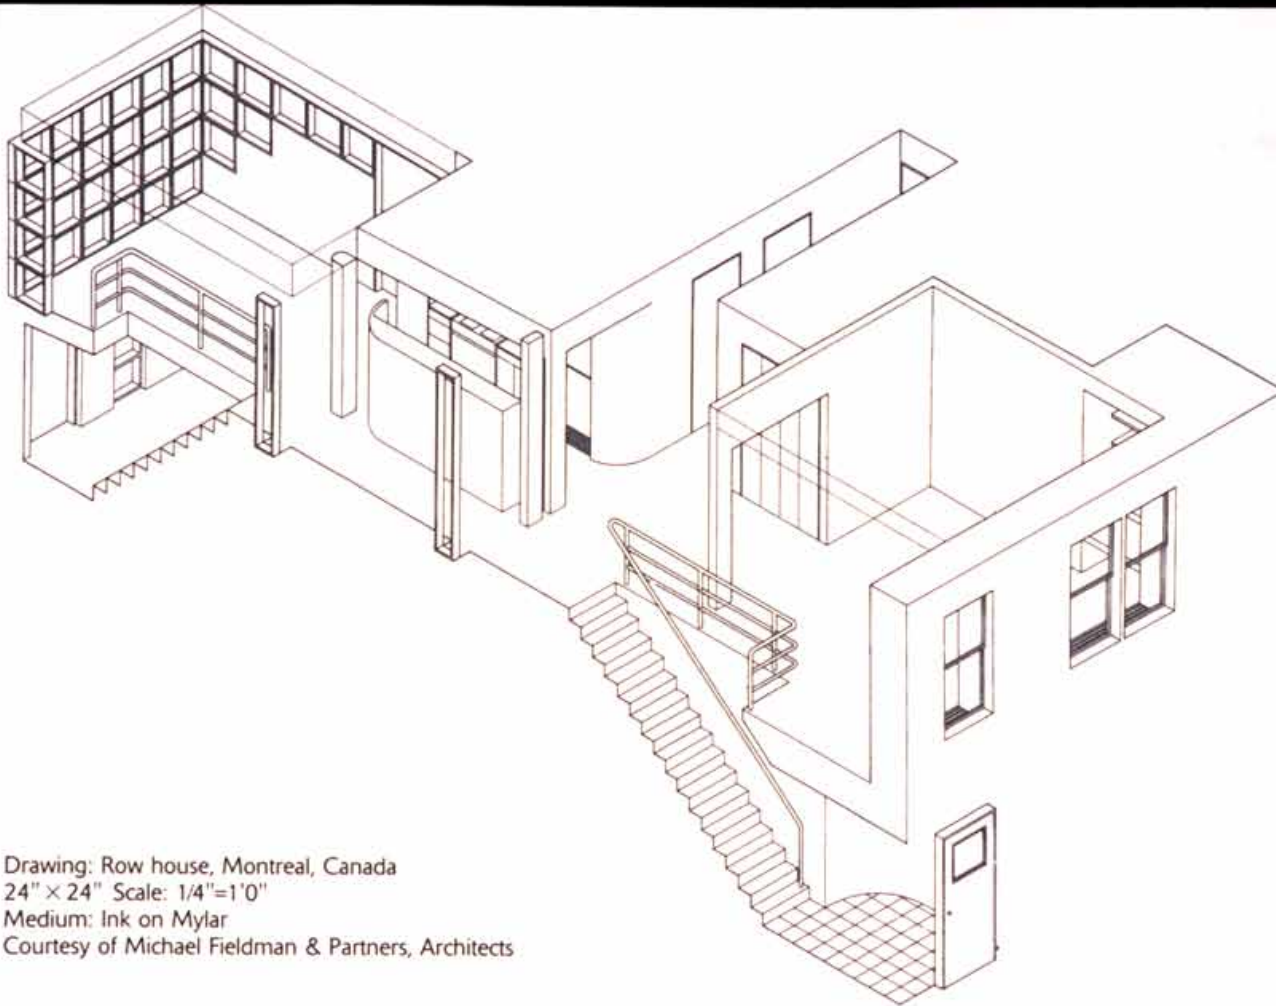 Drawing: Row house, Montreal, Canada
24" × 24" Scale: 1/4"=1'0"
Medium: Ink on Mylar
Courtesy of Michael Fieldman & Partners, Architects